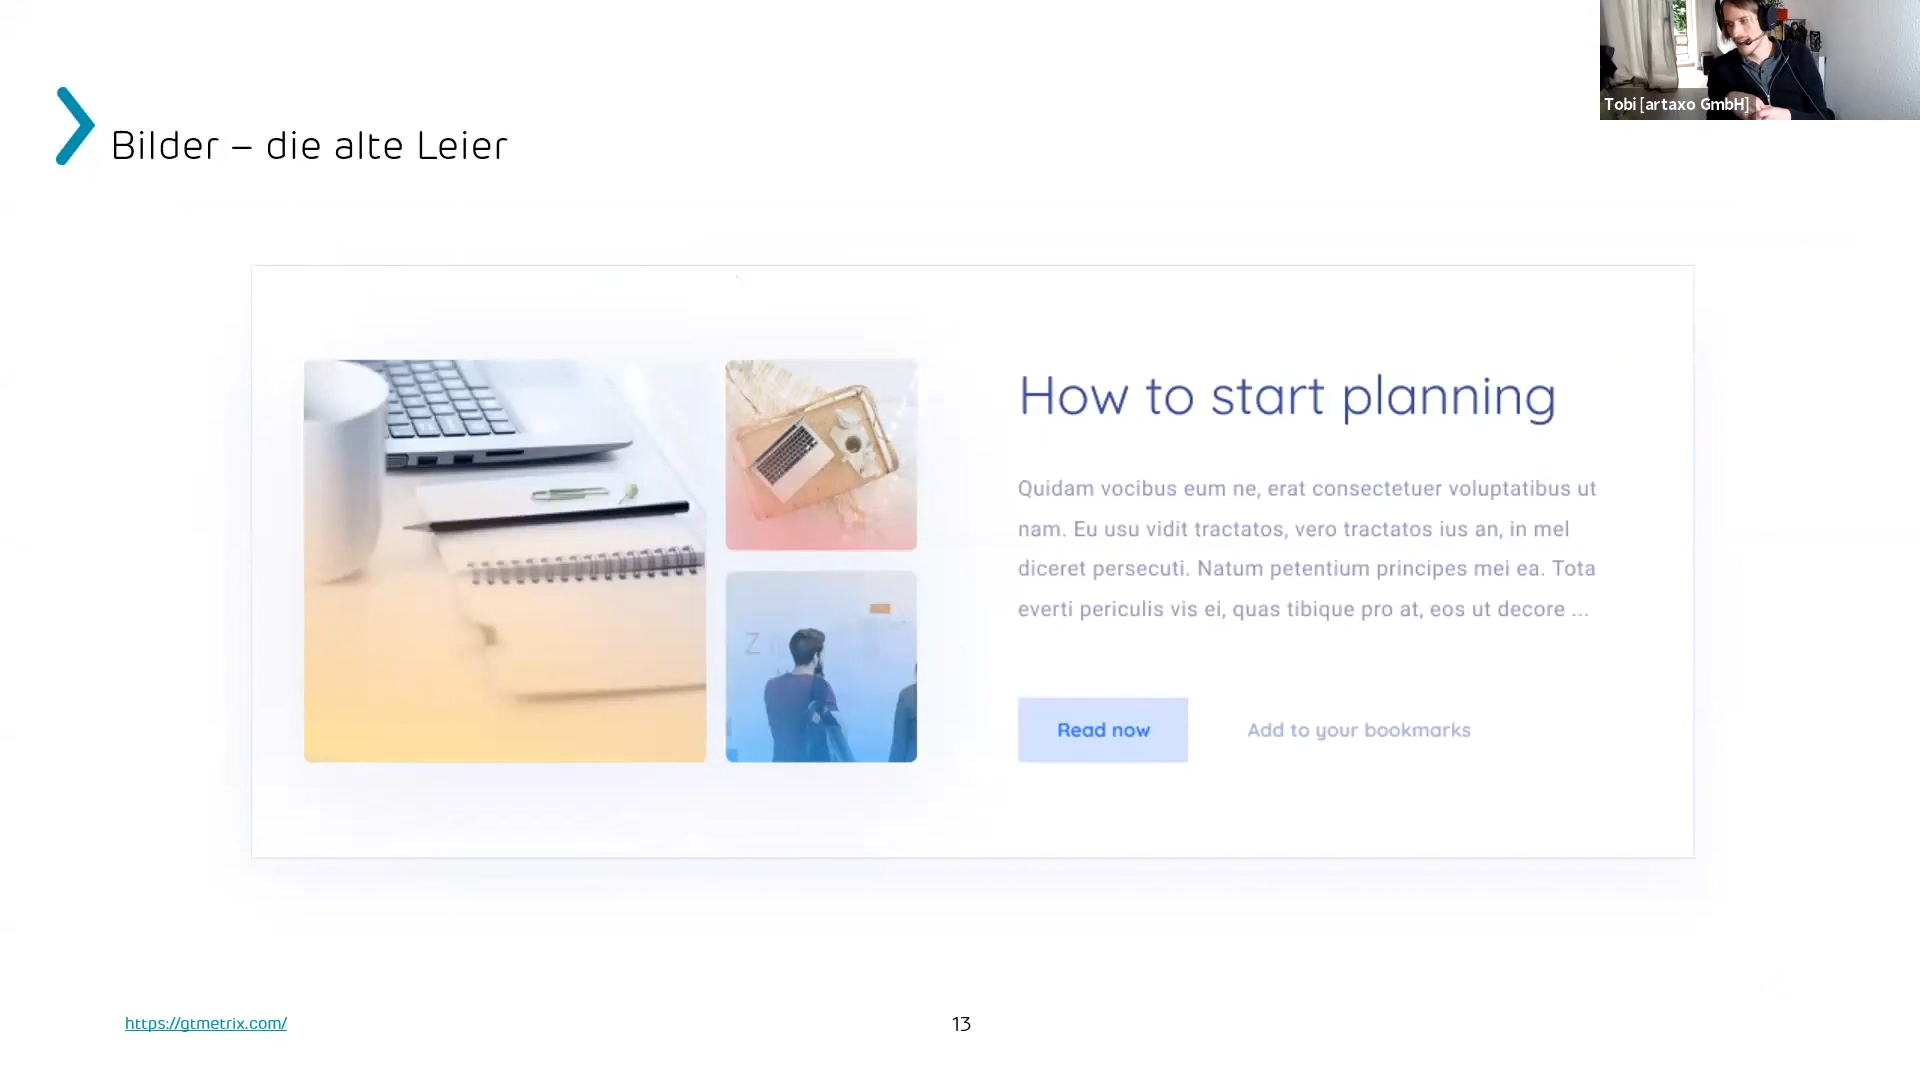 Tobi [artaxo GmbH]
Bilder – die alte Leier
How to start planning
Quidam vocibus eum ne, erat consectetuer voluptatibus ut
nam. Eu usu vidit tractatos, vero tractatos ius an, in mel
diceret persecuti. Natum petentium principes mei ea. Tota
everti periculis vis ei, quas tibique pro at, eos ut decore ...
Read now
Add to your bookmarks
https://gtmetrix.com/
13